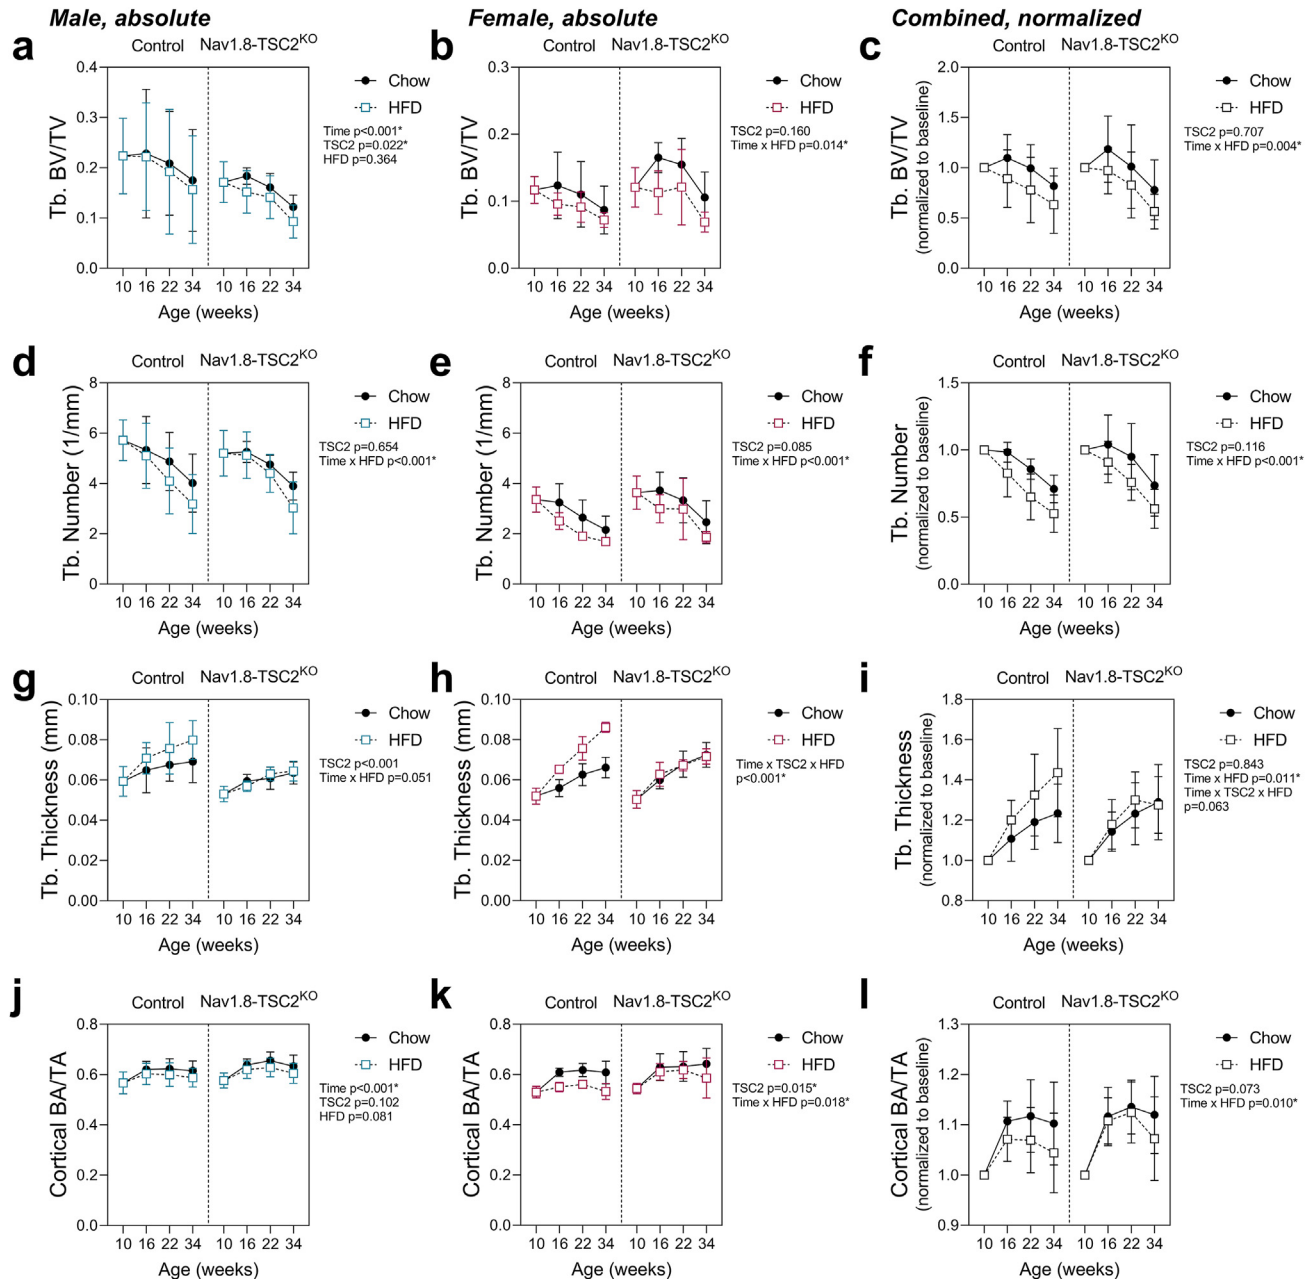 Male, absolute
Female, absolute
Combined, normalized
a
Control Nav1.8-TSC2KO
Tb. BV/TV
0.4
0.3
0.2
0.1
0.0
10 16 22 34 10 16 22 34
Age (weeks)
Chow
HFD
Time p<0.001*
TSC2 p=0.022*
HFD p=0.364
b
Control Nav1.8-TSC2KO
Tb. BV/TV
0.3
0.2
0.1
0.0
10 16 22 34 10 16 22 34
Age (weeks)
Chow
HFD
TSC2 p=0.160
Time x HFD p=0.014*
c
Control Nav1.8-TSC2KO
Tb. BV/TV
(normalized to baseline)
2.0
1.5
1.0
0.5
0.0
10 16 22 34 10 16 22 34
Age (weeks)
Chow
HFD
TSC2 p=0.707
Time x HFD p=0.004*
d
Control Nav1.8-TSC2KO
Tb. Number (1/mm)
8
6
4
2
0
10 16 22 34 10 16 22 34
Age (weeks)
Chow
HFD
TSC2 p=0.654
Time x HFD p<0.001*
e
Control Nav1.8-TSC2KO
Tb. Number (1/mm)
8
6
4
2
0
10 16 22 34 10 16 22 34
Age (weeks)
Chow
HFD
TSC2 p=0.085
Time x HFD p<0.001*
f
Control Nav1.8-TSC2KO
Tb. Number
(normalized to baseline)
1.5
1.0
0.5
0.0
10 16 22 34 10 16 22 34
Age (weeks)
Chow
HFD
TSC2 p=0.116
Time x HFD p<0.001*
g
Control Nav1.8-TSC2KO
Tb. Thickness (mm)
0.10
0.08
0.06
0.04
0.02
0.00
10 16 22 34 10 16 22 34
Age (weeks)
Chow
HFD
TSC2 p<0.001
Time x HFD p=0.051
h
Control Nav1.8-TSC2KO
Tb. Thickness (mm)
0.10
0.08
0.06
0.04
0.02
0.00
10 16 22 34 10 16 22 34
Age (weeks)
Chow
HFD
Time x TSC2 x HFD
p<0.001*
i
Control Nav1.8-TSC2KO
Tb. Thickness
(normalized to baseline)
1.8
1.6
1.4
1.2
1.0
0.8
10 16 22 34 10 16 22 34
Age (weeks)
Chow
HFD
TSC2 p=0.843
Time x HFD p=0.011*
Time x TSC2 x HFD
p=0.063
j
Control Nav1.8-TSC2KO
Cortical BA/TA
0.8
0.6
0.4
0.2
0.0
10 16 22 34 10 16 22 34
Age (weeks)
Chow
HFD
Time p<0.001*
TSC2 p=0.102
HFD p=0.081
k
Control Nav1.8-TSC2KO
Cortical BA/TA
0.8
0.6
0.4
0.2
0.0
10 16 22 34 10 16 22 34
Age (weeks)
Chow
HFD
TSC2 p=0.015*
Time x HFD p=0.018*
l
Control Nav1.8-TSC2KO
Cortical BA/TA
(normalized to baseline)
1.3
1.2
1.1
1.0
0.9
10 16 22 34 10 16 22 34
Age (weeks)
Chow
HFD
TSC2 p=0.073
Time x HFD p=0.010*